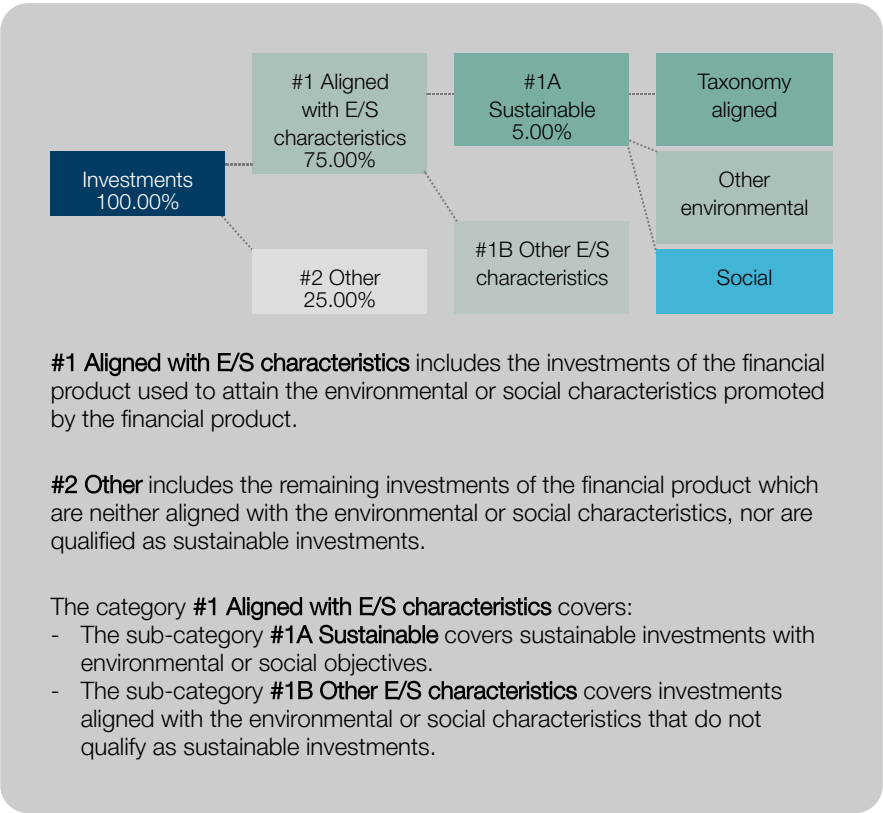 #1 Aligned
with E/S
characteristics
75.00%
#1A
Sustainable
5.00%
Taxonomy
aligned
Investments
100.00%
Other
environmental
#2 Other
25.00%
#1B Other E/S
characteristics
Social
#1 Aligned with E/S characteristics includes the investments of the financial
product used to attain the environmental or social characteristics promoted
by the financial product.
#2 Other includes the remaining investments of the financial product which
are neither aligned with the environmental or social characteristics, nor are
qualified as sustainable investments.
The category #1 Aligned with E/S characteristics covers:
- The sub-category #1A Sustainable covers sustainable investments with
environmental or social objectives.
- The sub-category #1B Other E/S characteristics covers investments
aligned with the environmental or social characteristics that do not
qualify as sustainable investments.